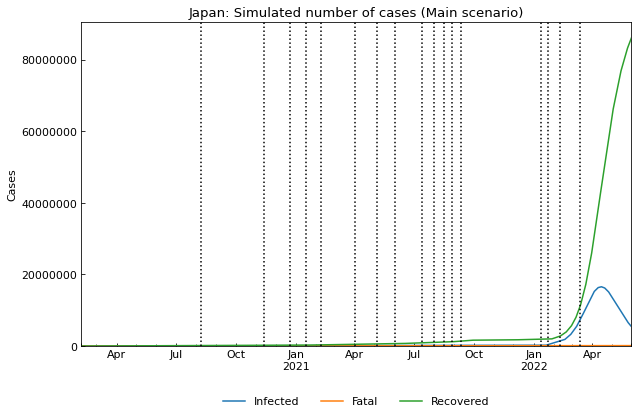 Japan: Simulated number of cases (Main scenario)
80000000
60000000
40000000
20000000
0
Cases
Apr Jul Oct Jan Apr Jul Oct Jan Apr
2021 2022
Infected Fatal Recovered